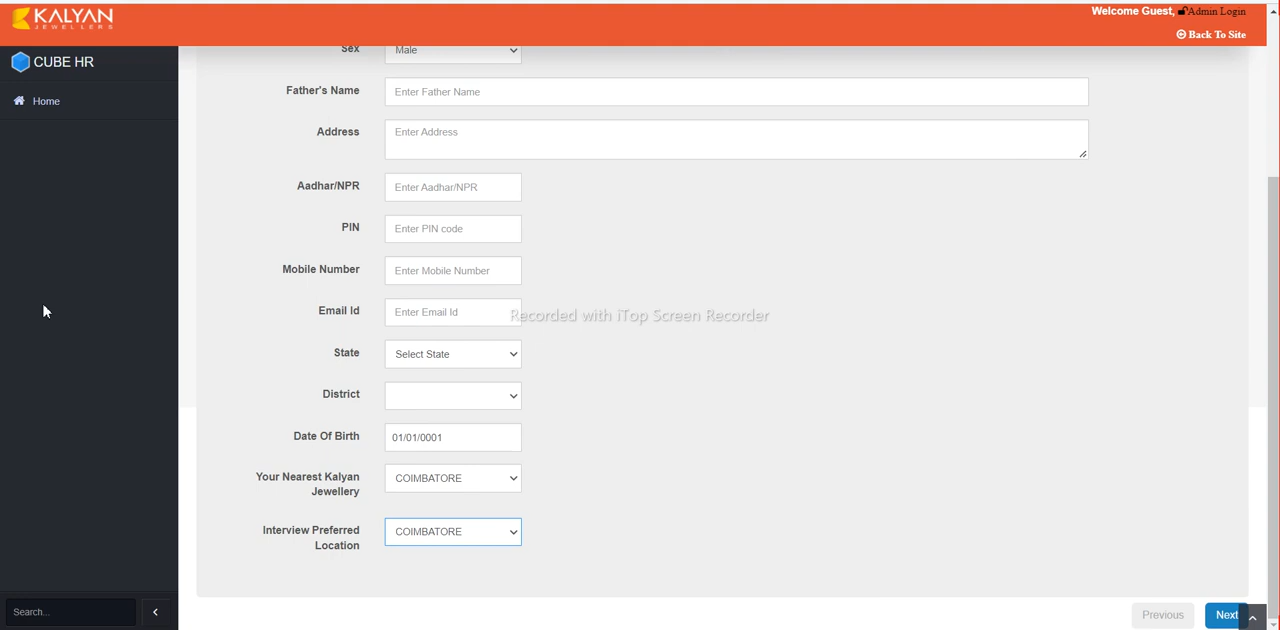 KALYAN
JEWELLERS
Welcome Guest, Admin Login
Back To Site
CUBE HR
Home
Sex
Male
Father's Name
Enter Father Name
Address
Enter Address
Aadhar/NPR
Enter Aadhar/NPR
PIN
Enter PIN code
Mobile Number
Enter Mobile Number
Email Id
Enter Email Id
Recorded with iTop Screen Recorder
State
Select State
District
Date Of Birth
01/01/0001
Your Nearest Kalyan
Jewellery
COIMBATORE
Interview Preferred
Location
COIMBATORE
Search...
Previous
Next